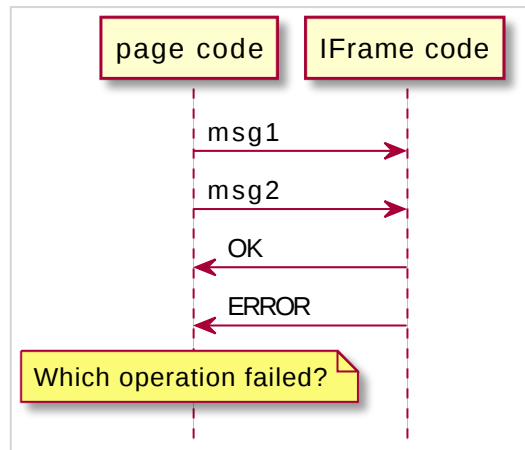 page code
IFrame code
msg1
msg2
OK
ERROR
Which operation failed?